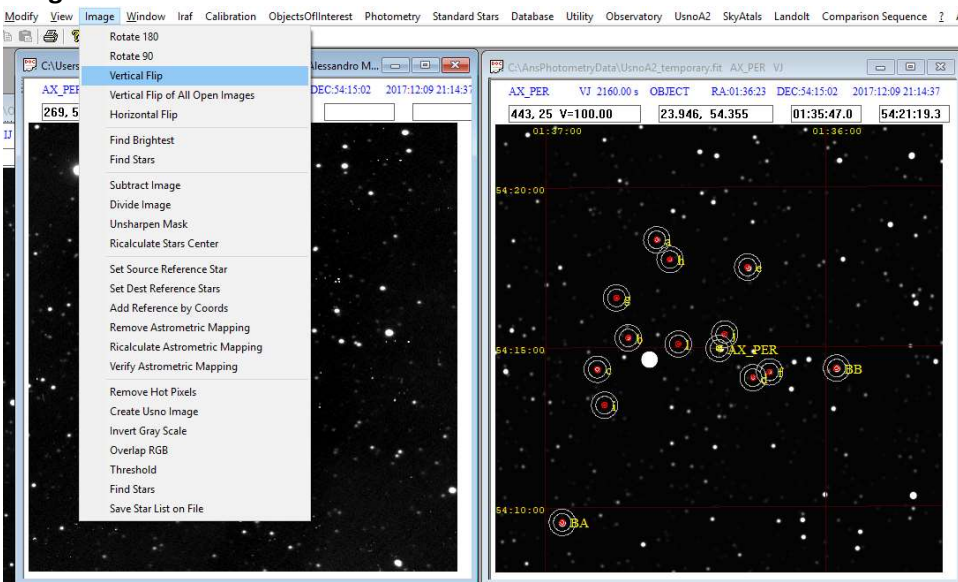 Modify View Image Window Iraf Calibration ObjectsOfInterest Photometry Standard Stars Database Utility Observatory UsnoA2 SkyAtals Landolt Comparison Sequence ?
Rotate 180
Rotate 90
Vertical Flip
Vertical Flip of All Open Images
Horizontal Flip
Find Brightest
Find Stars
Subtract Image
Divide Image
Unsharpen Mask
Ricalculate Stars Center
Set Source Reference Star
Set Dest Reference Stars
Add Reference by Coords
Remove Astrometric Mapping
Ricalculate Astrometric Mapping
Verify Astrometric Mapping
Remove Hot Pixels
Create Usno Image
Invert Gray Scale
Overlap RGB
Threshold
Find Stars
Save Star List on File
C:\Users
Alessandro M...
AX_PE
DEC:54:15:02 2017:12:09 21:14:37
269, 5
C:\AnsPhotometryData\UsnoA2_temporary.fit AX_PER VJ
AX_PER VJ 2160.00 s OBJECT RA:01:36:23 DEC:54:15:02 2017:12:09 21:14:37
443, 25 V=100.00 23.946, 54.355 01:35:47.0 54:21:19.3
01:37:00 01:36:00
54:20:00
a
h
e
g
b
l
i
54:15:00
AX_PER
c
d
f
BB
54:10:00
BA